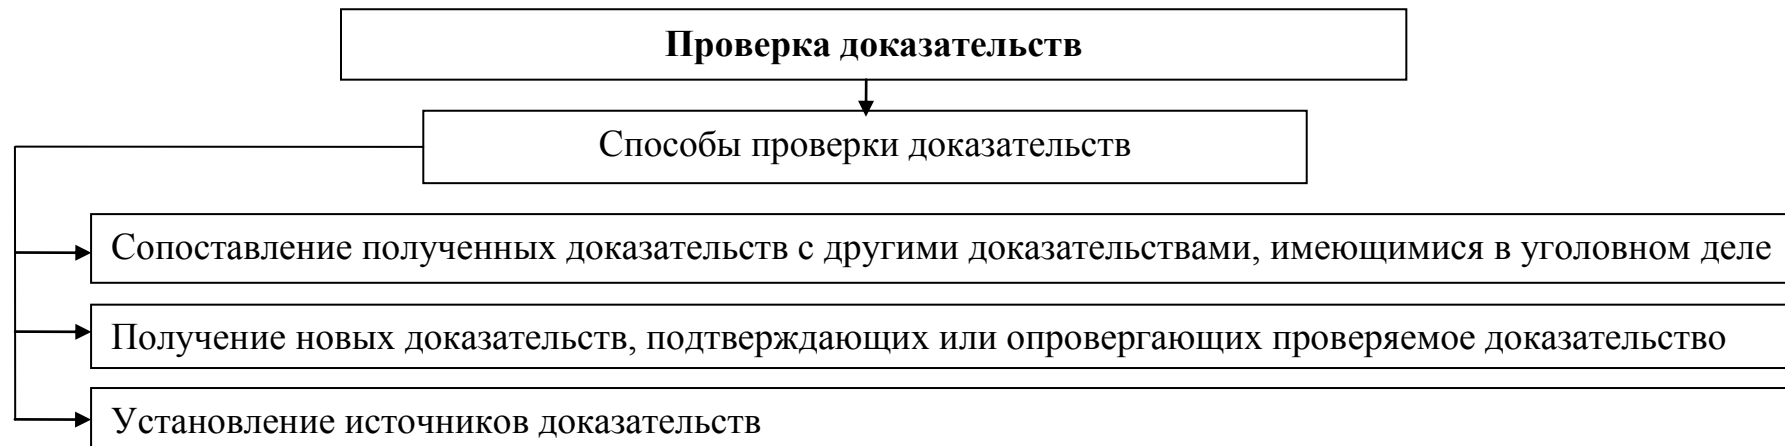 Проверка доказательств
Способы проверки доказательств
Сопоставление полученных доказательств с другими доказательствами, имеющимися в уголовном деле
Получение новых доказательств, подтверждающих или опровергающих проверяемое доказательство
Установление источников доказательств